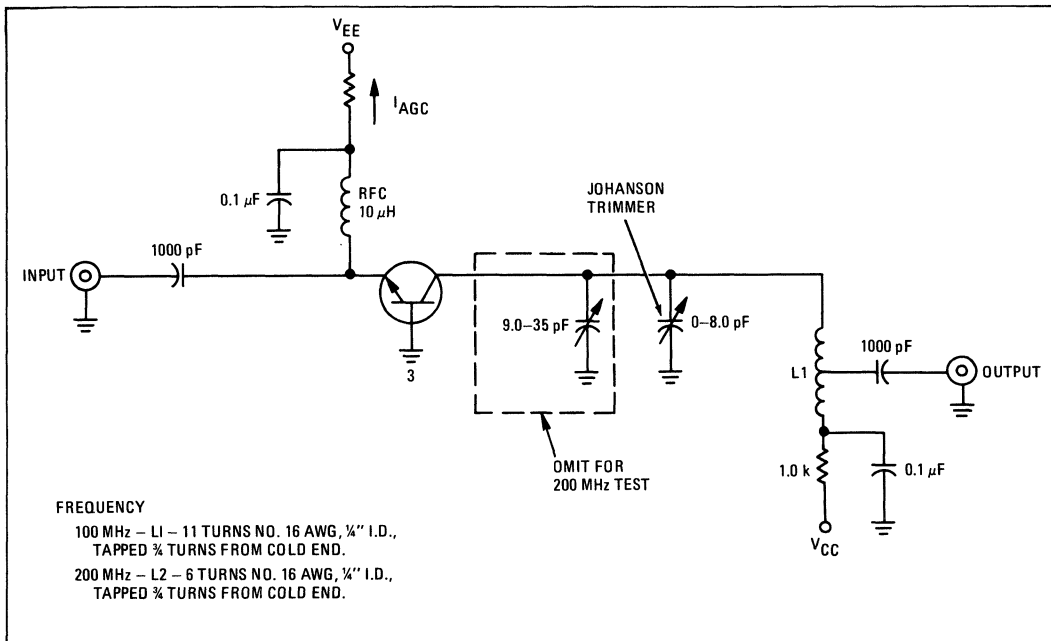 VEE
IAGC
0.1 µF
RFC
10 µH
JOHANSON
TRIMMER
1000 pF
INPUT
9.0–35 pF
0–8.0 pF
1000 pF
L1
OUTPUT
3
OMIT FOR
200 MHz TEST
1.0 k
0.1 µF
VCC
FREQUENCY
100 MHz – L1 – 11 TURNS NO. 16 AWG, ¼" I.D.,
TAPPED ¾ TURNS FROM COLD END.
200 MHz – L2 – 6 TURNS NO. 16 AWG, ¼" I.D.,
TAPPED ¾ TURNS FROM COLD END.